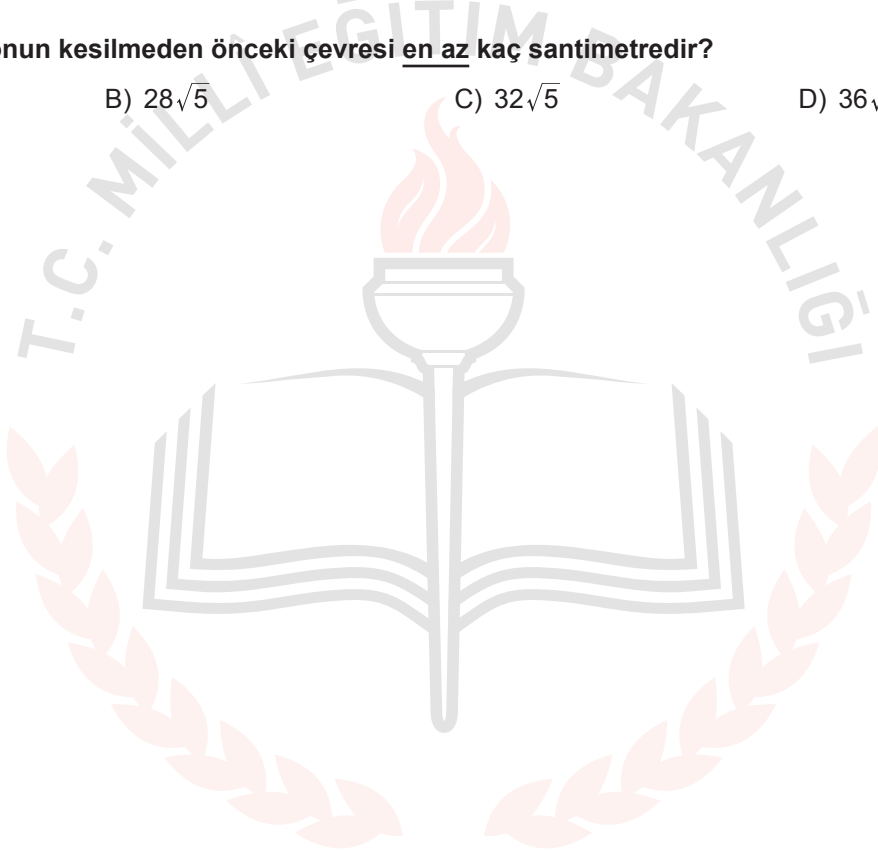 onun kesilmeden önceki çevresi en az kaç santimetredir?
B) 28√5 C) 32√5 D) 36√
T.C. MİLLÎ EĞİTİM BAKANLIĞI